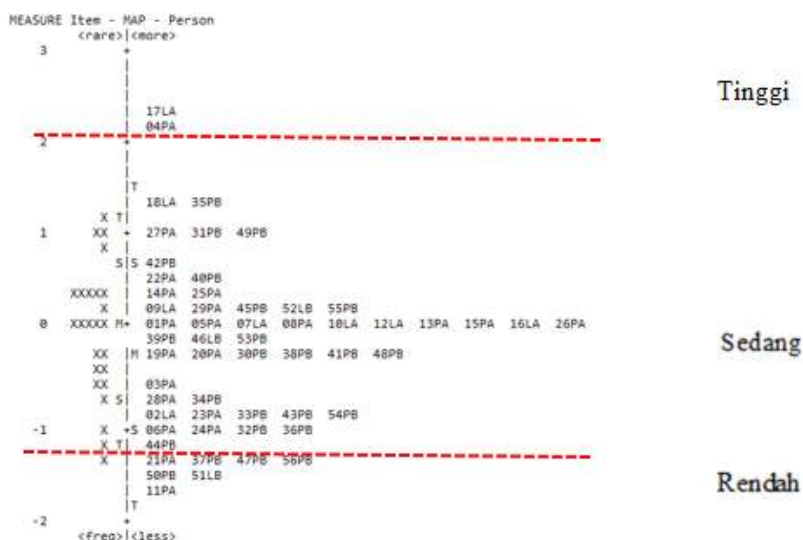 MEASURE Item - MAP - Person
<rare>|<more>
3 +
|
|
|
|
|
| 17LA
| 04PA
2 +
|
|
|
|T
| 18LA 35PB
X T|
1 XX + 27PA 31PB 49PB
X |
S|S 42PB
| 22PA 40PB
XXXXX | 14PA 25PA
X | 09LA 29PA 45PB 52LB 55PB
0 XXXXX M+ 01PA 05PA 07LA 08PA 10LA 12LA 13PA 15PA 16LA 26PA
| 39PB 46LB 53PB
XX |M 19PA 20PA 30PB 38PB 41PB 48PB
XX |
XX | 03PA
X S| 28PA 34PB
| 02LA 23PA 33PB 43PB 54PB
-1 X +S 06PA 24PA 32PB 36PB
X T| 44PB
X | 21PA 37PB 47PB 56PB
| 50PB 51LB
| 11PA
|T
-2 +
<freq>|<less>
Tinggi
Sedang
Rendah